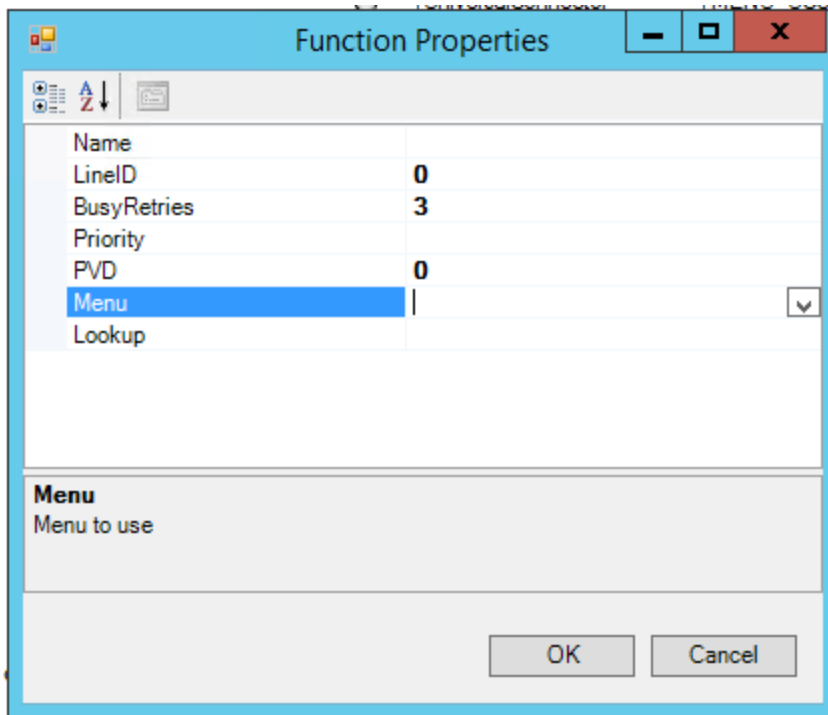 Function Properties
Name
LineID 0
BusyRetries 3
Priority
PVD 0
Menu
Lookup
Menu
Menu to use
OK Cancel